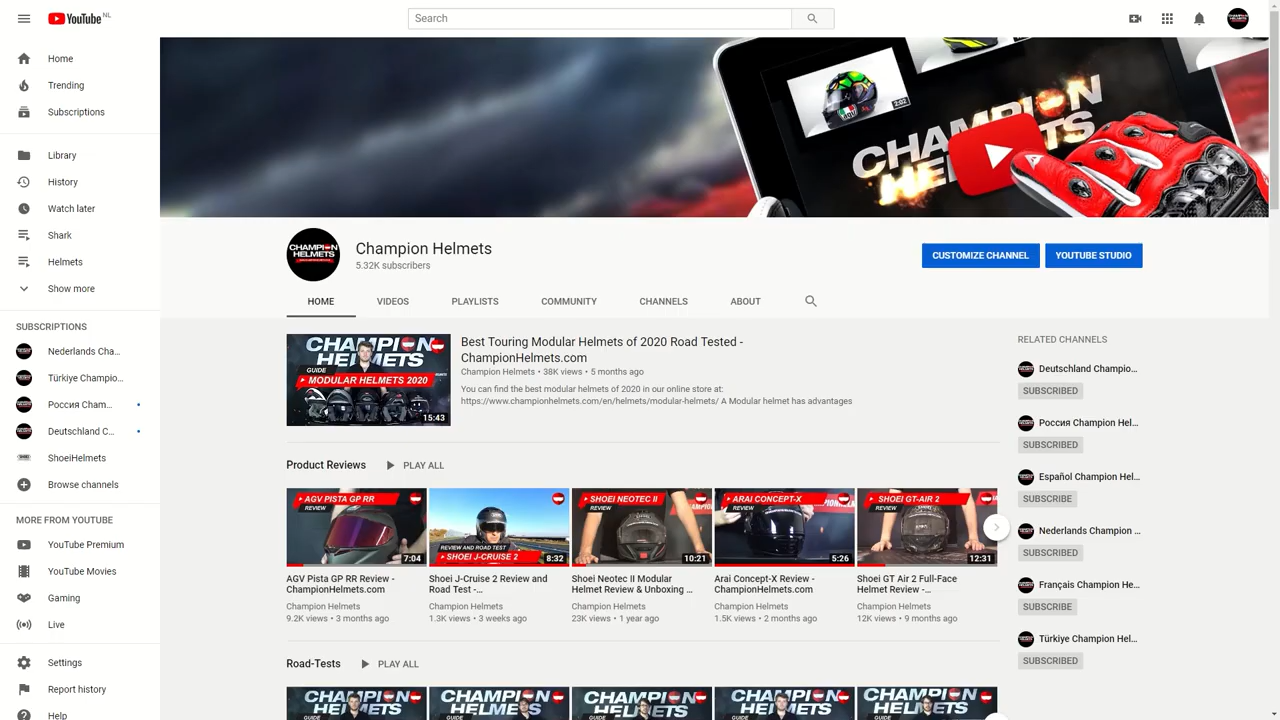 YouTube NL
Search
Home
Trending
Subscriptions
Library
History
Watch later
Shark
Helmets
Show more
SUBSCRIPTIONS
Nederlands Cha...
Türkiye Champio...
Россия Cham...
Deutschland C...
ShoeiHelmets
Browse channels
MORE FROM YOUTUBE
YouTube Premium
YouTube Movies
Gaming
Live
Settings
Report history
Help
2:02
CHAMPION
Champion Helmets
5.32K subscribers
CUSTOMIZE CHANNEL
YOUTUBE STUDIO
HOME
VIDEOS
PLAYLISTS
COMMUNITY
CHANNELS
ABOUT
CHAMPION
HELMETS
CHAMPION
HELMETS
GUIDE
MODULAR HELMETS 2020
15:43
Best Touring Modular Helmets of 2020 Road Tested -
ChampionHelmets.com
Champion Helmets • 38K views • 5 months ago
You can find the best modular helmets of 2020 in our online store at:
https://www.championhelmets.com/en/helmets/modular-helmets/ A Modular helmet has advantages
Product Reviews
PLAY ALL
AGV PISTA GP RR
REVIEW
7:04
AGV Pista GP RR Review -
ChampionHelmets.com
Champion Helmets
9.2K views • 3 months ago
REVIEW AND ROAD TEST
SHOEI J-CRUISE 2
8:32
Shoei J-Cruise 2 Review and
Road Test -...
Champion Helmets
1.3K views • 3 weeks ago
SHOEI NEOTEC II
REVIEW
10:21
Shoei Neotec II Modular
Helmet Review & Unboxing ...
Champion Helmets
23K views • 1 year ago
ARAI CONCEPT-X
REVIEW
5:26
Arai Concept-X Review -
ChampionHelmets.com
Champion Helmets
1.5K views • 2 months ago
SHOEI GT-AIR 2
REVIEW
12:31
Shoei GT Air 2 Full-Face
Helmet Review -...
Champion Helmets
12K views • 9 months ago
Road-Tests
PLAY ALL
CHAMPION
HELMETS
GUIDE
CHAMPION
HELMETS
GUIDE
CHAMPION
HELMETS
GUIDE
CHAMPION
HELMETS
GUIDE
CHAMPION
HELMETS
GUIDE
RELATED CHANNELS
Deutschland Champio...
SUBSCRIBED
Россия Champion Hel...
SUBSCRIBED
Español Champion Hel...
SUBSCRIBE
Nederlands Champion ...
SUBSCRIBED
Français Champion He...
SUBSCRIBE
Türkiye Champion Hel...
SUBSCRIBED